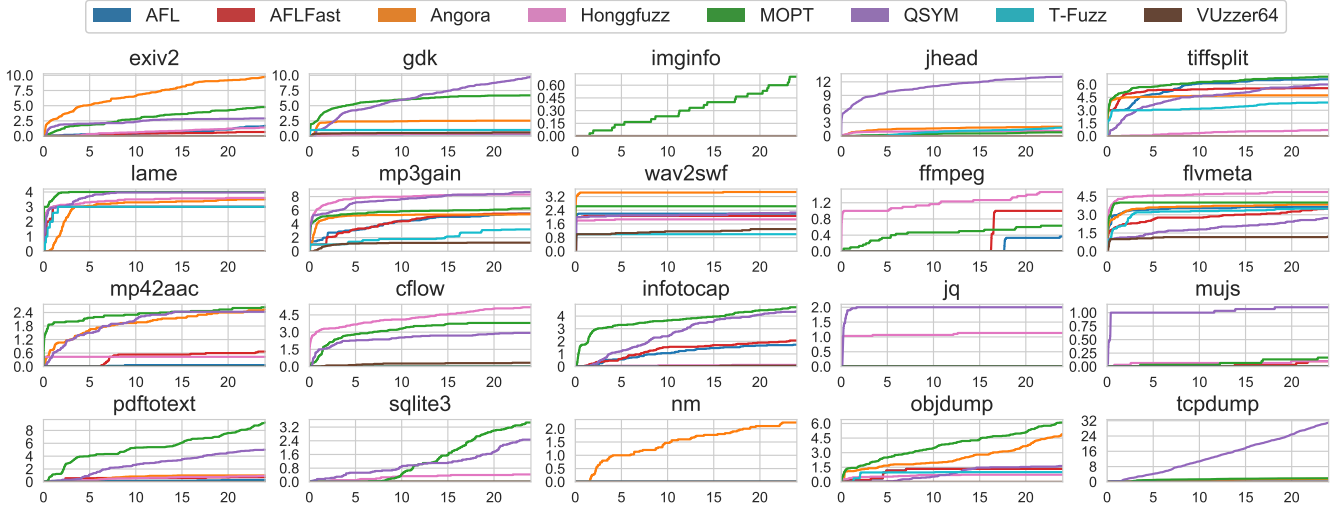 AFL AFLFast Angora Honggfuzz MOPT QSYM T-Fuzz VUzzer64
exiv2
10.0
7.5
5.0
2.5
0.0
0 5 10 15 20
gdk
10.0
7.5
5.0
2.5
0.0
0 5 10 15 20
imginfo
0.60
0.45
0.30
0.15
0.00
0 5 10 15 20
jhead
12
9
6
3
0
0 5 10 15 20
tiffsplit
6.0
4.5
3.0
1.5
0.0
0 5 10 15 20
lame
4
3
2
1
0
0 5 10 15 20
mp3gain
8
6
4
2
0
0 5 10 15 20
wav2swf
3.2
2.4
1.6
0.8
0.0
0 5 10 15 20
ffmpeg
1.2
0.8
0.4
0.0
0 5 10 15 20
flvmeta
4.5
3.0
1.5
0.0
0 5 10 15 20
mp42aac
2.4
1.8
1.2
0.6
0.0
0 5 10 15 20
cflow
4.5
3.0
1.5
0.0
0 5 10 15 20
infotocap
4
3
2
1
0
0 5 10 15 20
jq
2.0
1.5
1.0
0.5
0.0
0 5 10 15 20
mujs
1.00
0.75
0.50
0.25
0.00
0 5 10 15 20
pdftotext
8
6
4
2
0
0 5 10 15 20
sqlite3
3.2
2.4
1.6
0.8
0.0
0 5 10 15 20
nm
2.0
1.5
1.0
0.5
0.0
0 5 10 15 20
objdump
6.0
4.5
3.0
1.5
0.0
0 5 10 15 20
tcpdump
32
24
16
8
0
0 5 10 15 20